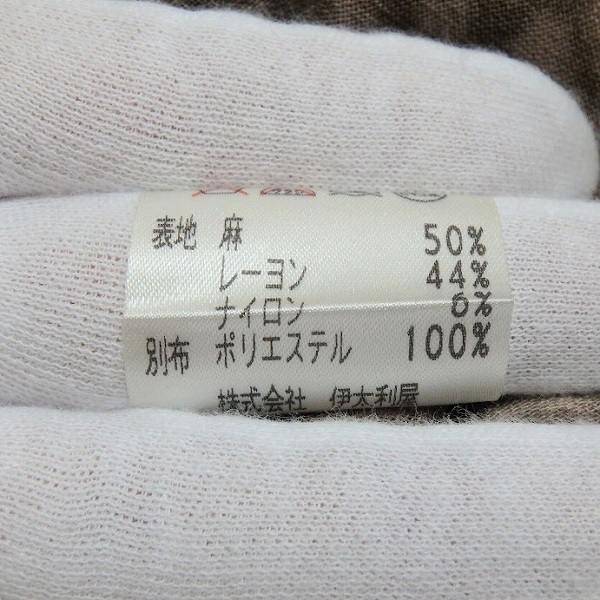 表地 麻 50%
レーヨン 44%
ナイロン 6%
別布 ポリエステル 100%
株式会社 伊太利屋